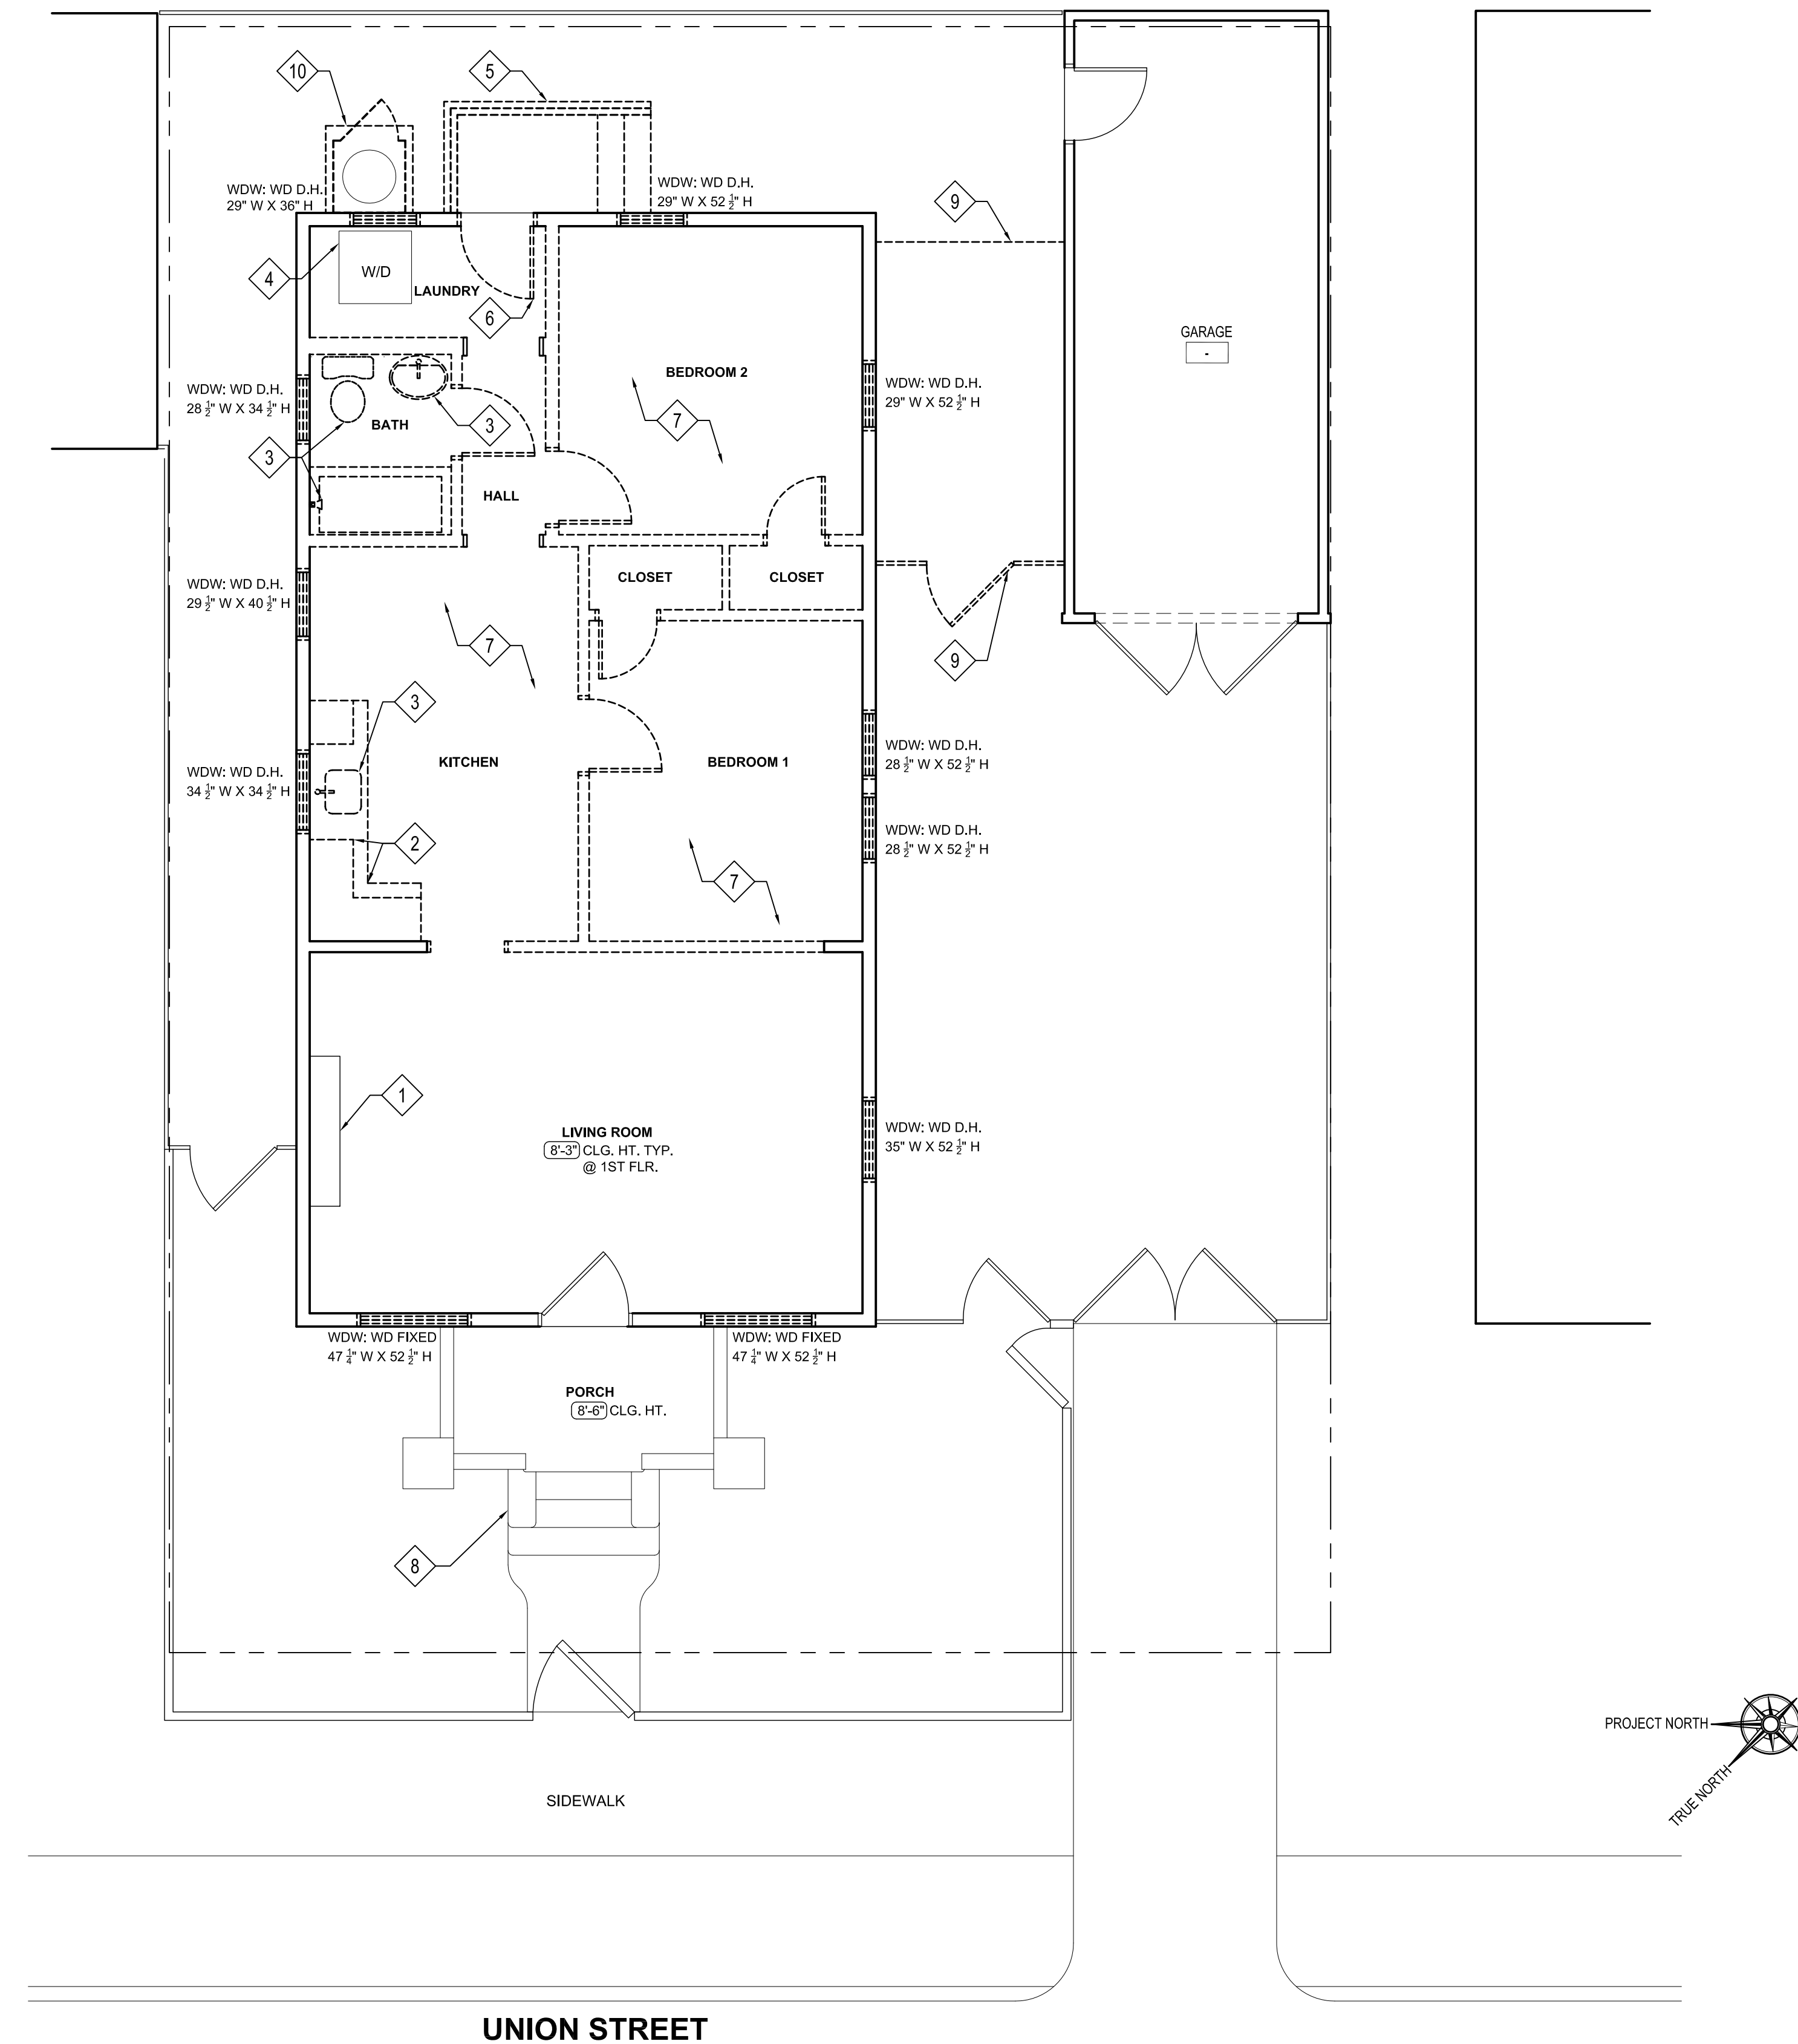 10
5
WDW: WD D.H.
29" W X 36" H
WDW: WD D.H.
29" W X 52 1/2" H
9
4
W/D
LAUNDRY
6
GARAGE
-
BEDROOM 2
WDW: WD D.H.
28 1/2" W X 34 1/2" H
WDW: WD D.H.
29" W X 52 1/2" H
BATH
3
7
3
HALL
CLOSET
CLOSET
WDW: WD D.H.
29 1/2" W X 40 1/2" H
7
9
3
KITCHEN
BEDROOM 1
WDW: WD D.H.
28 1/2" W X 52 1/2" H
WDW: WD D.H.
34 1/2" W X 34 1/2" H
2
WDW: WD D.H.
28 1/2" W X 52 1/2" H
7
1
LIVING ROOM
8'-3" CLG. HT. TYP.
@ 1ST FLR.
WDW: WD D.H.
35" W X 52 1/2" H
WDW: WD FIXED
47 1/4" W X 52 1/2" H
WDW: WD FIXED
47 1/4" W X 52 1/2" H
PORCH
8'-6" CLG. HT.
8
PROJECT NORTH
TRUE NORTH
SIDEWALK
UNION STREET